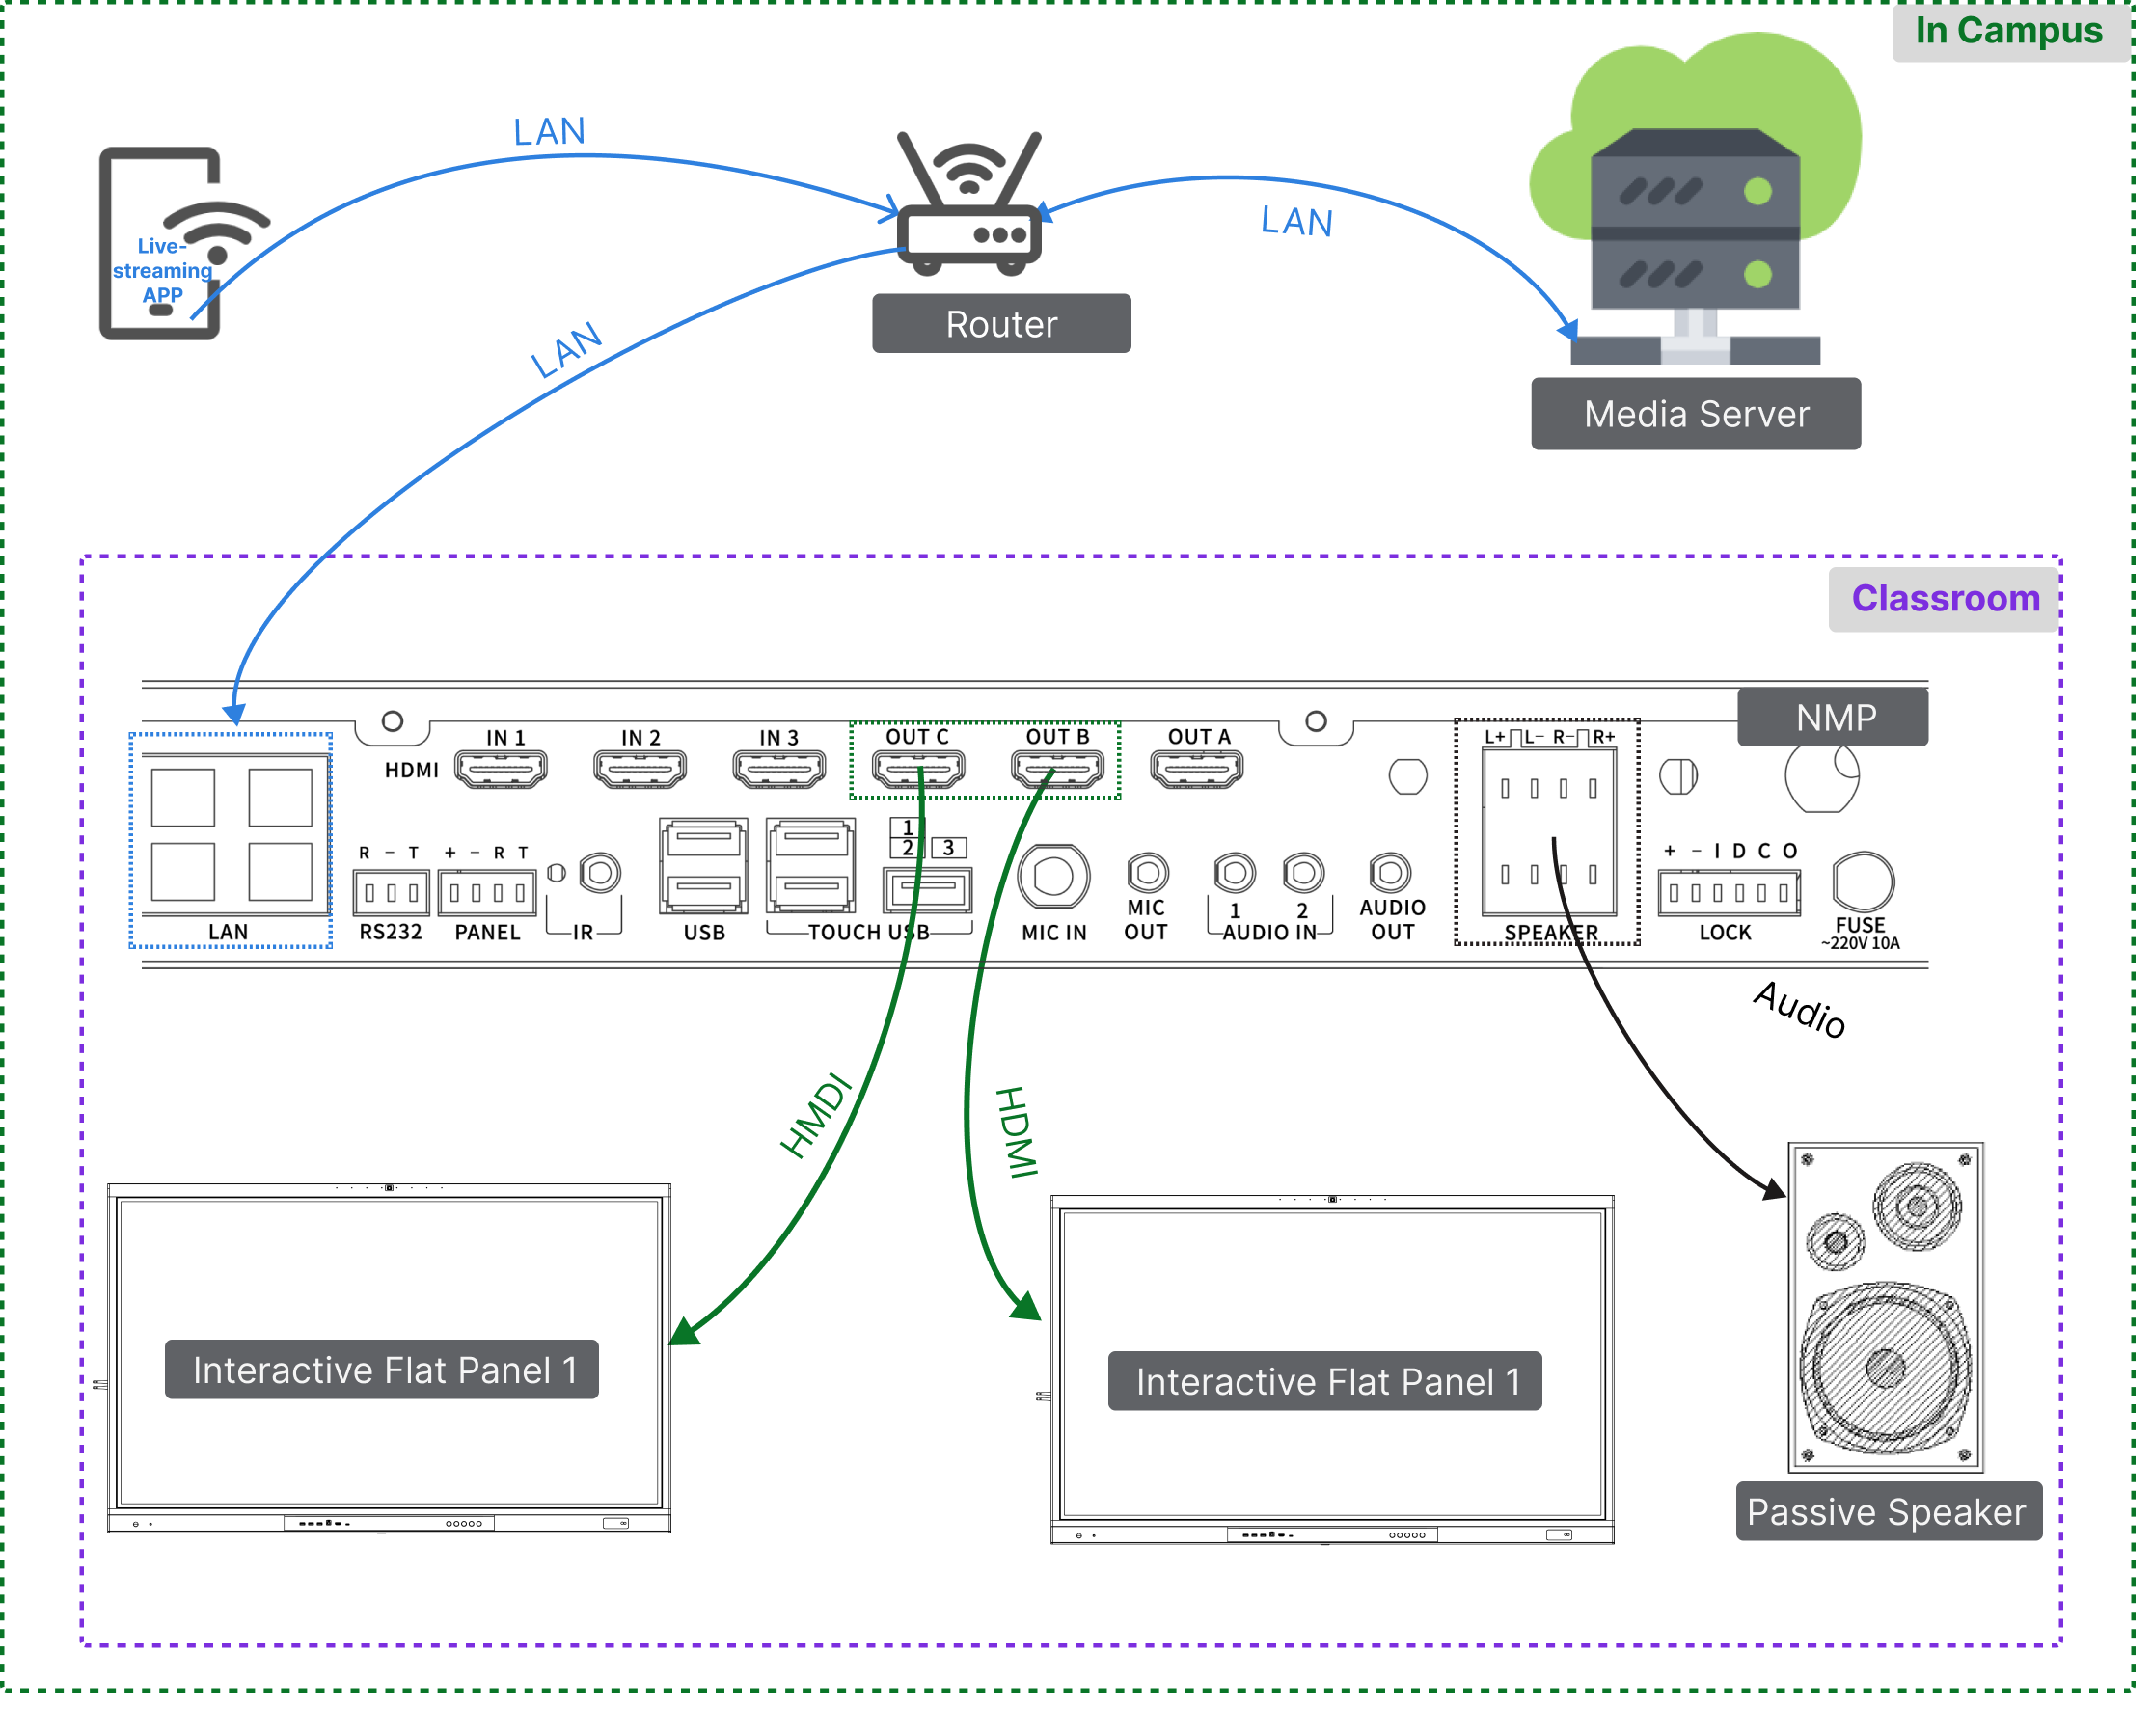 In Campus
LAN
LAN
Live-
streaming
APP
Router
LAN
Media Server
Classroom
NMP
IN 1
IN 2
IN 3
OUT C
OUT B
OUT A
L+ L- R- R+
HDMI
1
2
3
R - T
+ - R T
+ - I D C O
LAN
RS232
PANEL
IR
USB
TOUCH USB
MIC IN
MIC
OUT
1
2
AUDIO IN
AUDIO
OUT
SPEAKER
LOCK
FUSE
~220V 10A
Audio
HMDI
HDMI
Interactive Flat Panel 1
Interactive Flat Panel 1
Passive Speaker